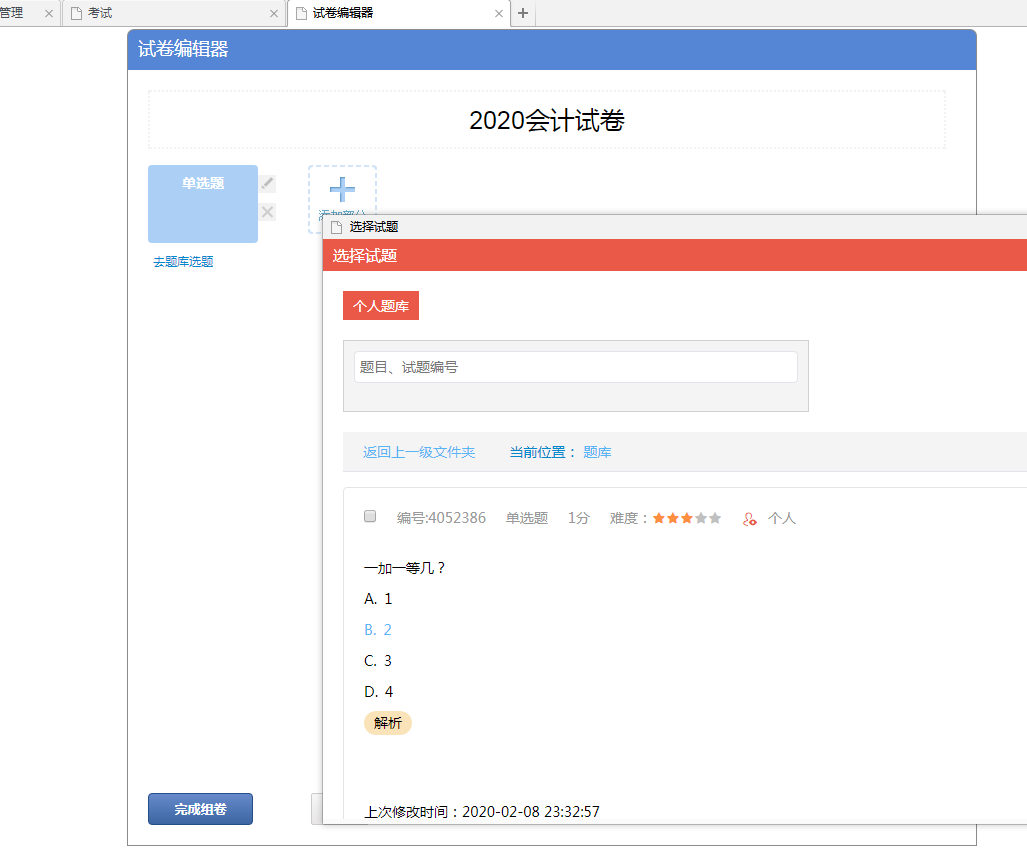 管理
考试
试卷编辑器
试卷编辑器
2020会计试卷
单选题
添加部分
去题库选题
选择试题
选择试题
个人题库
题目、试题编号
返回上一级文件夹 当前位置： 题库
编号:4052386 单选题 1分 难度： 个人
一加一等几？
A. 1
B. 2
C. 3
D. 4
解析
上次修改时间：2020-02-08 23:32:57
完成组卷